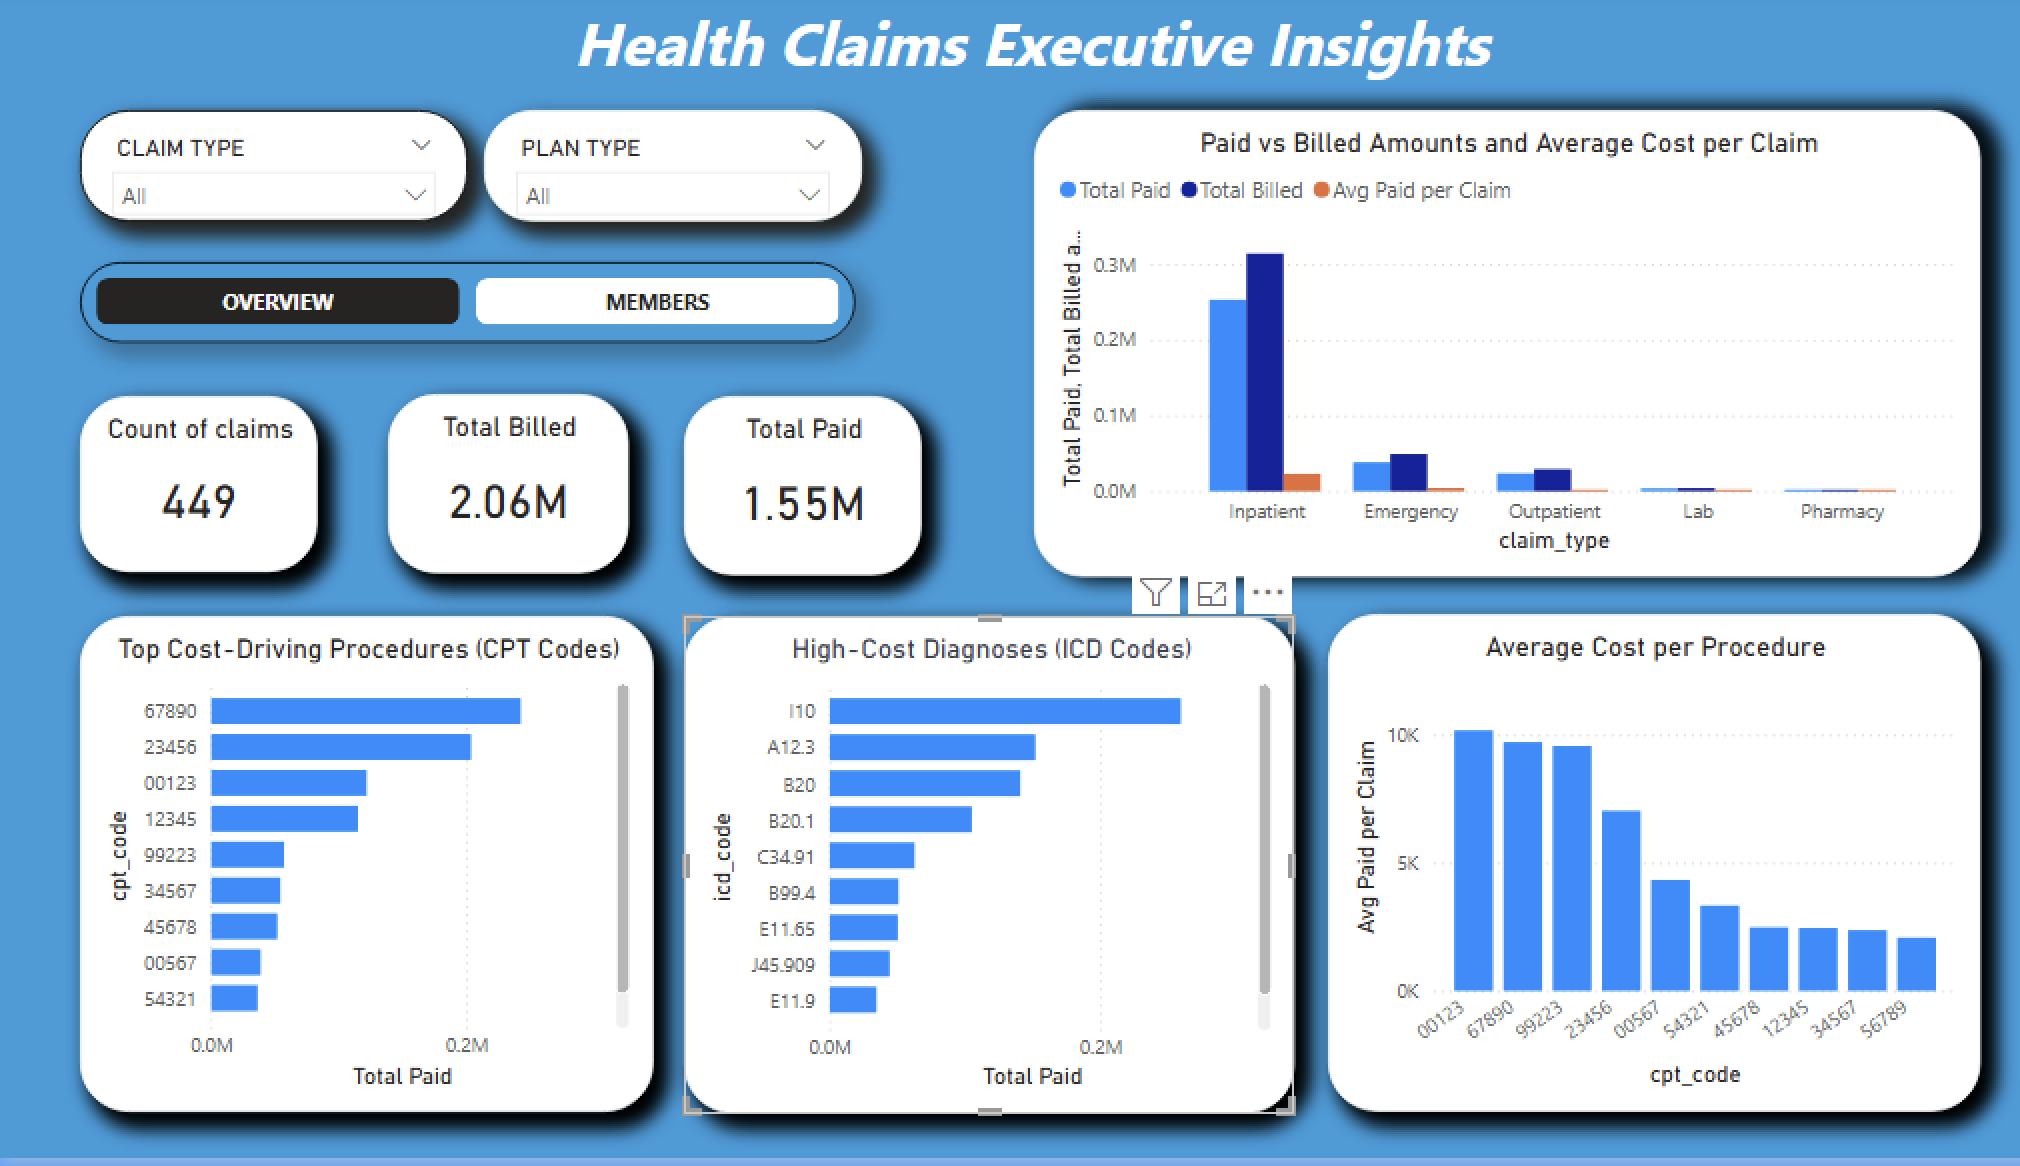 Health Claims Executive Insights
CLAIM TYPE
All
PLAN TYPE
All
OVERVIEW
MEMBERS
Count of claims
449
Total Billed
2.06M
Total Paid
1.55M
Paid vs Billed Amounts and Average Cost per Claim
Total Paid Total Billed Avg Paid per Claim
Total Paid, Total Billed a...
0.3M
0.2M
0.1M
0.0M
Inpatient Emergency Outpatient Lab Pharmacy
claim_type
Top Cost-Driving Procedures (CPT Codes)
cpt_code
67890
23456
00123
12345
99223
34567
45678
00567
54321
0.0M 0.2M
Total Paid
High-Cost Diagnoses (ICD Codes)
icd_code
I10
A12.3
B20
B20.1
C34.91
B99.4
E11.65
J45.909
E11.9
0.0M 0.2M
Total Paid
Average Cost per Procedure
Avg Paid per Claim
10K
5K
0K
00123 67890 99223 23456 00567 54321 45678 12345 34567 56789
cpt_code